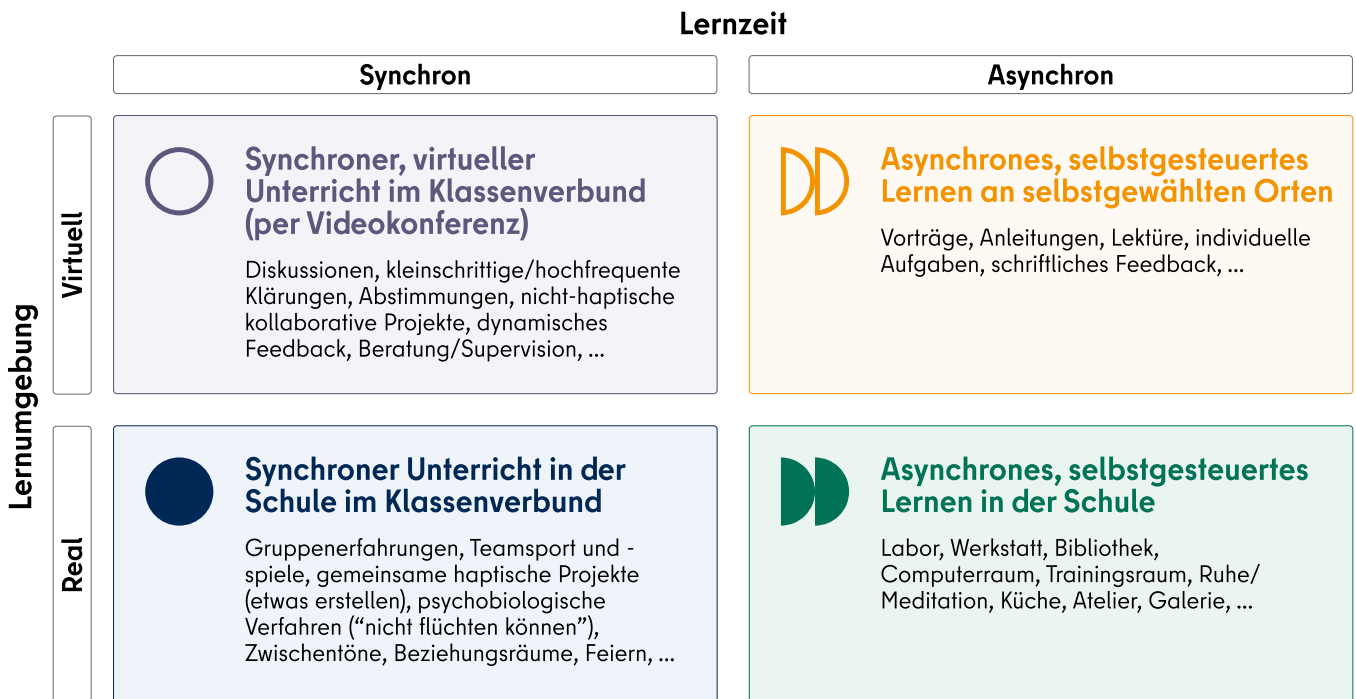 Lernzeit
Synchron
Asynchron
Lernumgebung
Virtuell
Synchroner, virtueller
Unterricht im Klassenverbund
(per Videokonferenz)
Diskussionen, kleinschrittige/hochfrequente
Klärungen, Abstimmungen, nicht-haptische
kollaborative Projekte, dynamisches
Feedback, Beratung/Supervision, ...
Asynchrones, selbstgesteuertes
Lernen an selbstgewählten Orten
Vorträge, Anleitungen, Lektüre, individuelle
Aufgaben, schriftliches Feedback, ...
Real
Synchroner Unterricht in der
Schule im Klassenverbund
Gruppenerfahrungen, Teamsport und -
spiele, gemeinsame haptische Projekte
(etwas erstellen), psychobiologische
Verfahren (“nicht flüchten können”),
Zwischentöne, Beziehungsräume, Feiern, ...
Asynchrones, selbstgesteuertes
Lernen in der Schule
Labor, Werkstatt, Bibliothek,
Computerraum, Trainingsraum, Ruhe/
Meditation, Küche, Atelier, Galerie, ...